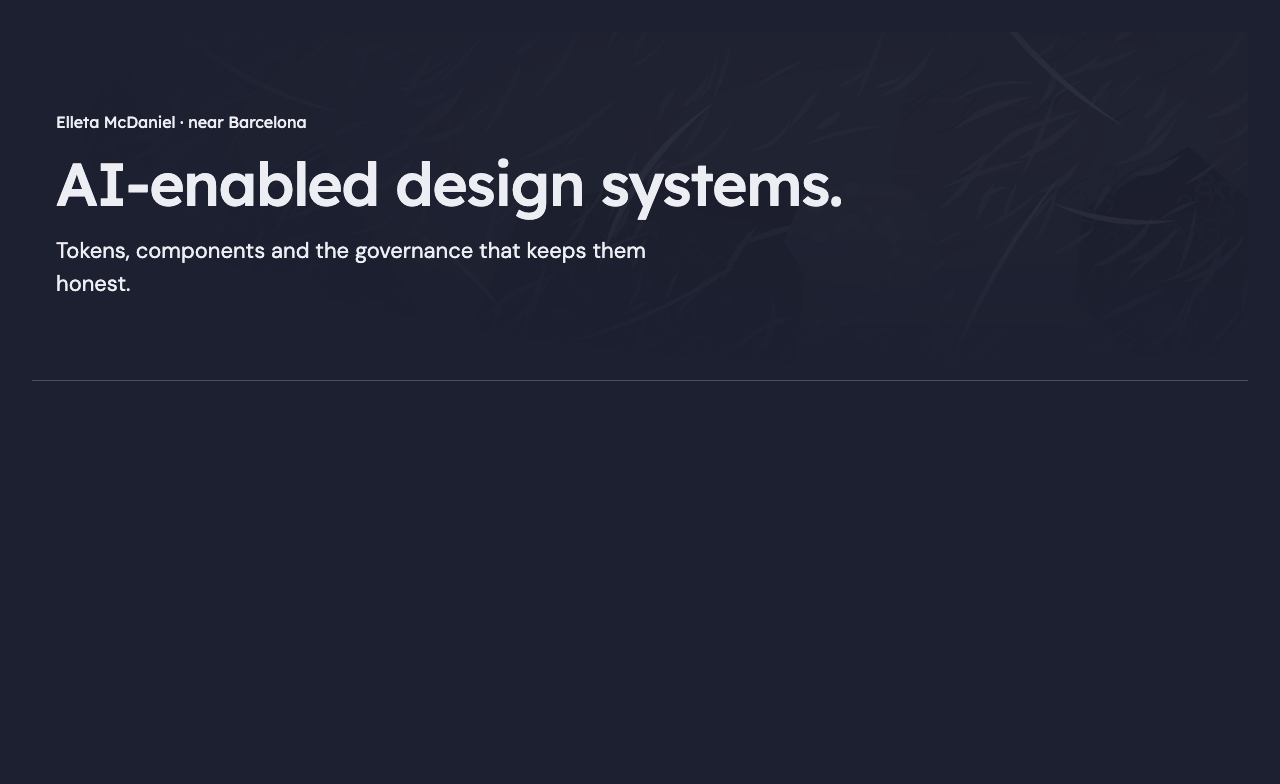 Elleta McDaniel · near Barcelona
AI-enabled design systems.
Tokens, components and the governance that keeps them
honest.